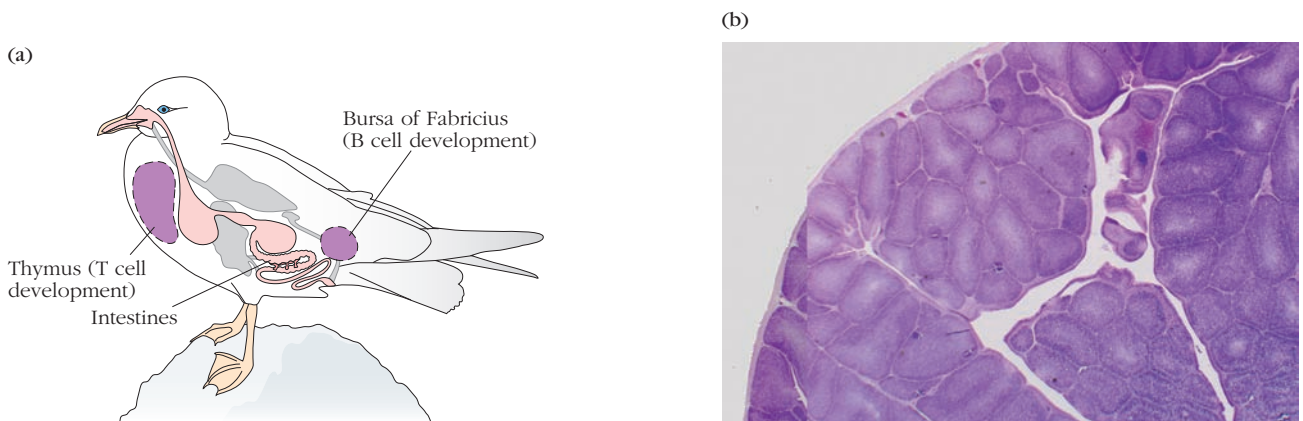 (a)
Bursa of Fabricius
(B cell development)
Thymus (T cell
development)
Intestines
(b)